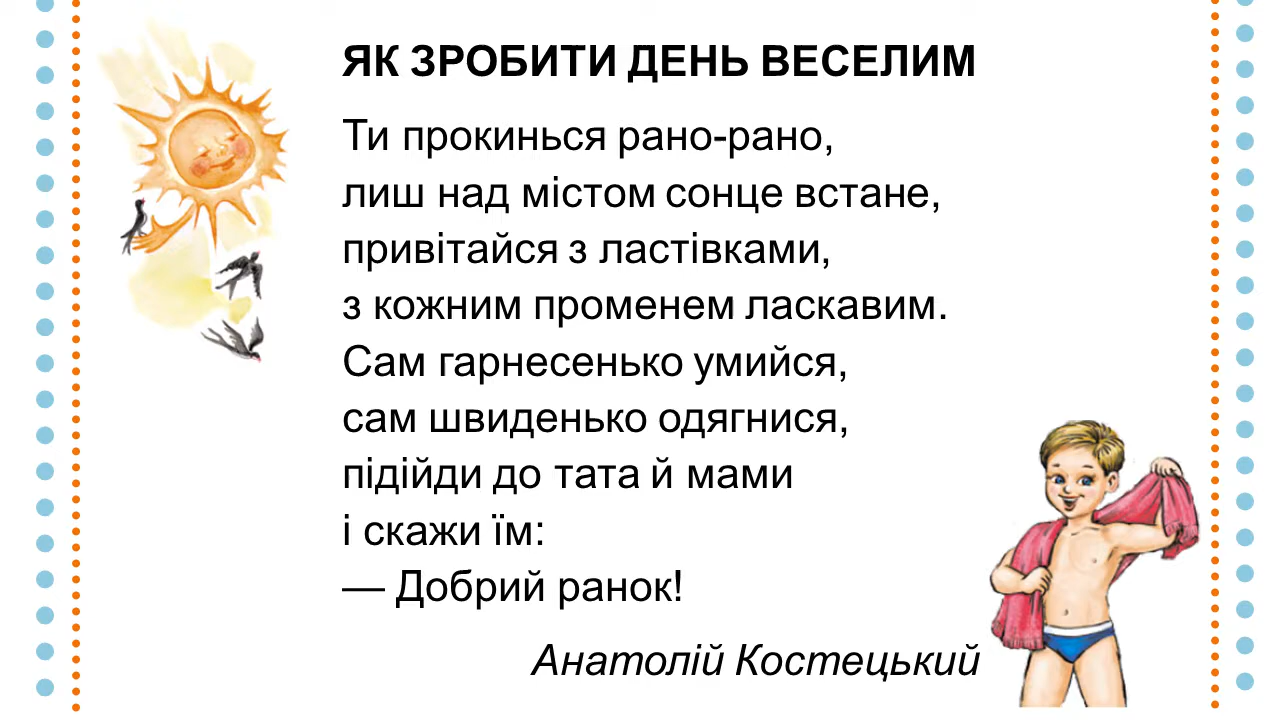 ЯК ЗРОБИТИ ДЕНЬ ВЕСЕЛИМ
Ти прокинься рано-рано,
лиш над містом сонце встане,
привітайся з ластівками,
з кожним променем ласкавим.
Сам гарнесенько умийся,
сам швиденько одягнися,
підійди до тата й мами
і скажи їм:
— Добрий ранок!
Анатолій Костецький